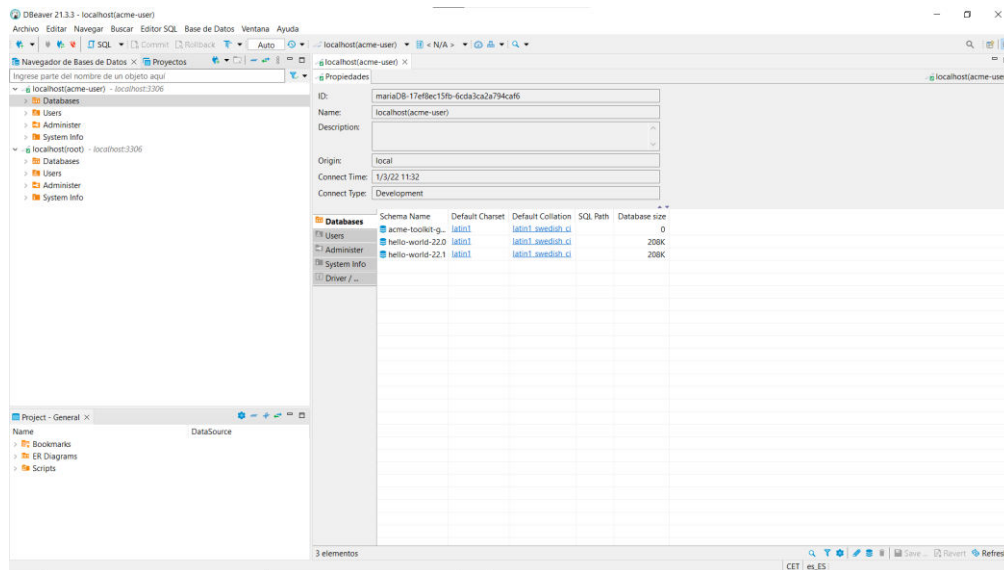 DBeaver 21.3.3 - localhost(acme-user)
Archivo Editar Navegar Buscar Editor SQL Base de Datos Ventana Ayuda
SQL Commit Rollback Auto localhost(acme-user) < N/A >
Navegador de Bases de Datos Proyectos
Ingrese parte del nombre de un objeto aquí
localhost(acme-user) - localhost:3306
Databases
Users
Administer
System Info
localhost(root) - localhost:3306
Databases
Users
Administer
System Info
Project - General
Name DataSource
Bookmarks
ER Diagrams
Scripts
localhost(acme-user)
Propiedades localhost(acme-use
ID: mariaDB-17ef8ec15fb-6cda3ca2a794caf6
Name: localhost(acme-user)
Description:
Origin: local
Connect Time: 1/3/22 11:32
Connect Type: Development
Databases
Users
Administer
System Info
Driver / ...
Schema Name Default Charset Default Collation SQL Path Database size
acme-toolkit-g... latin1 latin1_swedish_ci 0
hello-world-22.0 latin1 latin1_swedish_ci 208K
hello-world-22.1 latin1 latin1_swedish_ci 208K
3 elementos Save ... Revert Refres
CET es_ES